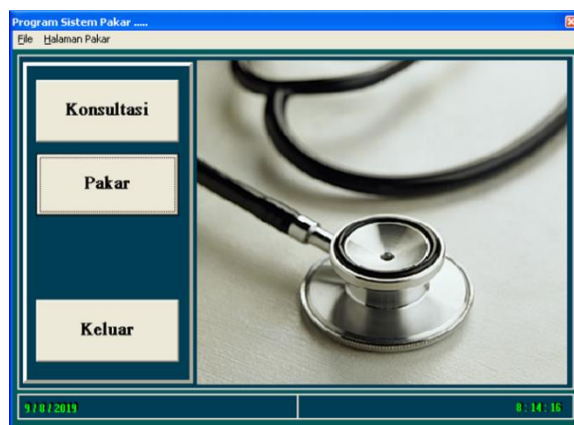 Program Sistem Pakar .....
File Halaman Pakar
Konsultasi
Pakar
Keluar
9 / 8 / 2019 8 : 14 : 16